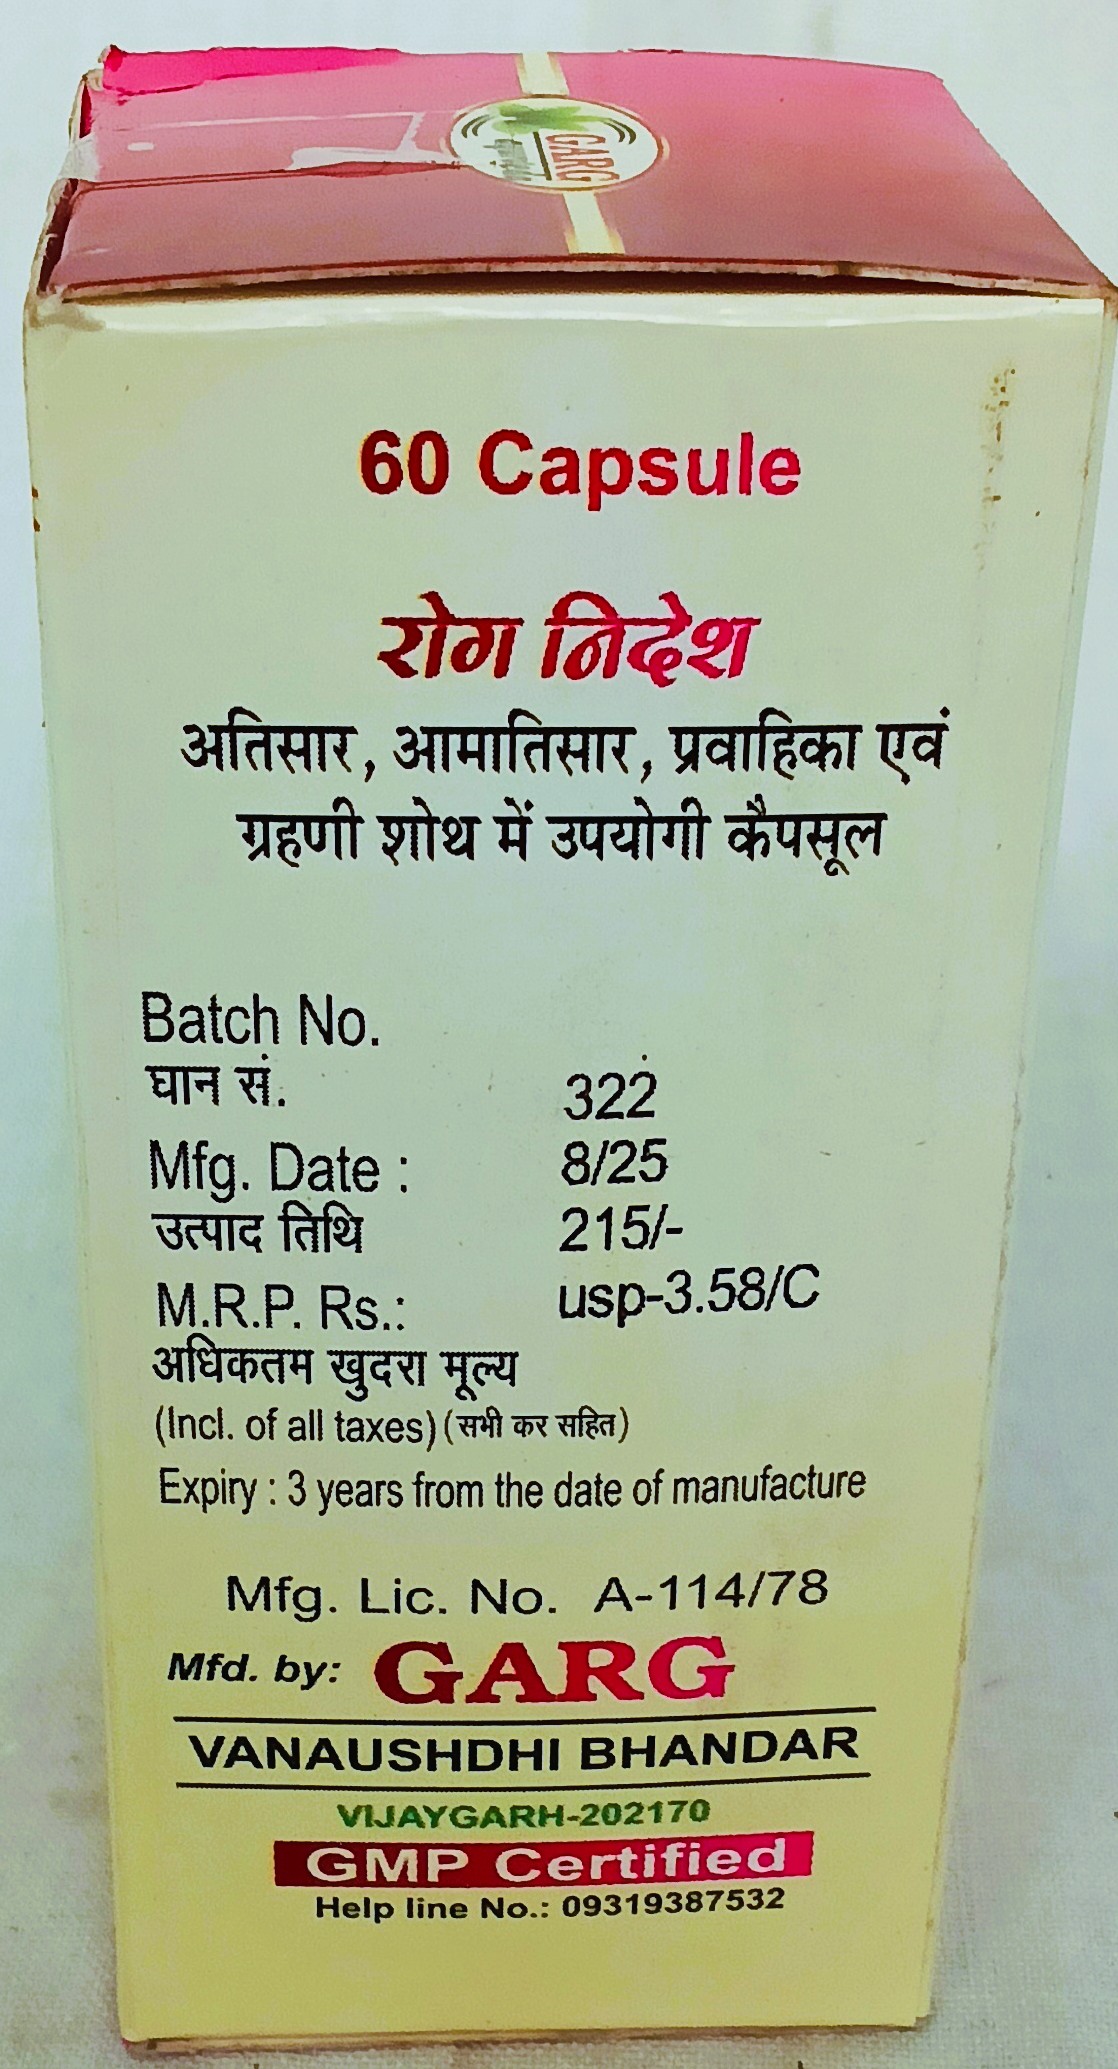 GARG
60 Capsule
रोग निदेश
अतिसार, आमातिसार, प्रवाहिका एवं
ग्रहणी शोथ में उपयोगी कैपसूल
Batch No.
घान सं. 322
Mfg. Date : 8/25
उत्पाद तिथि 215/-
M.R.P. Rs.: usp-3.58/C
अधिकतम खुदरा मूल्य
(Incl. of all taxes) (सभी कर सहित)
Expiry : 3 years from the date of manufacture
Mfg. Lic. No. A-114/78
Mfd. by: GARG
VANAUSHDHI BHANDAR
VIJAYGARH-202170
GMP Certified
Help line No.: 09319387532